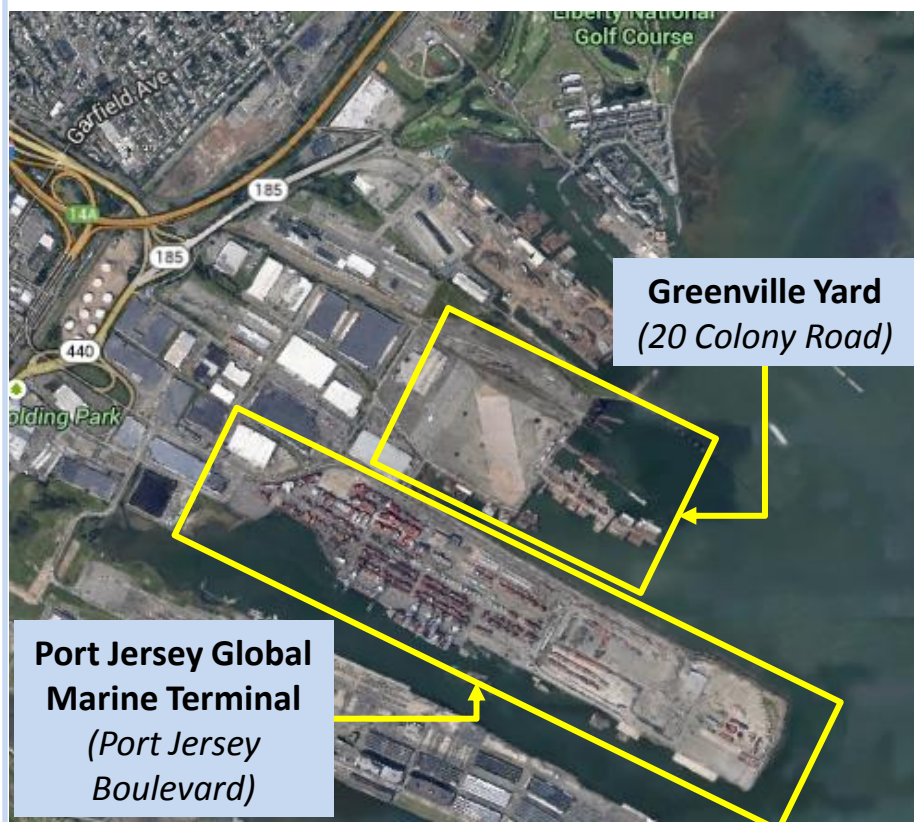 Liberty National
Golf Course
Garfield Ave
185
14A
185
440
olding Park
Greenville Yard
(20 Colony Road)
Port Jersey Global
Marine Terminal
(Port Jersey
Boulevard)